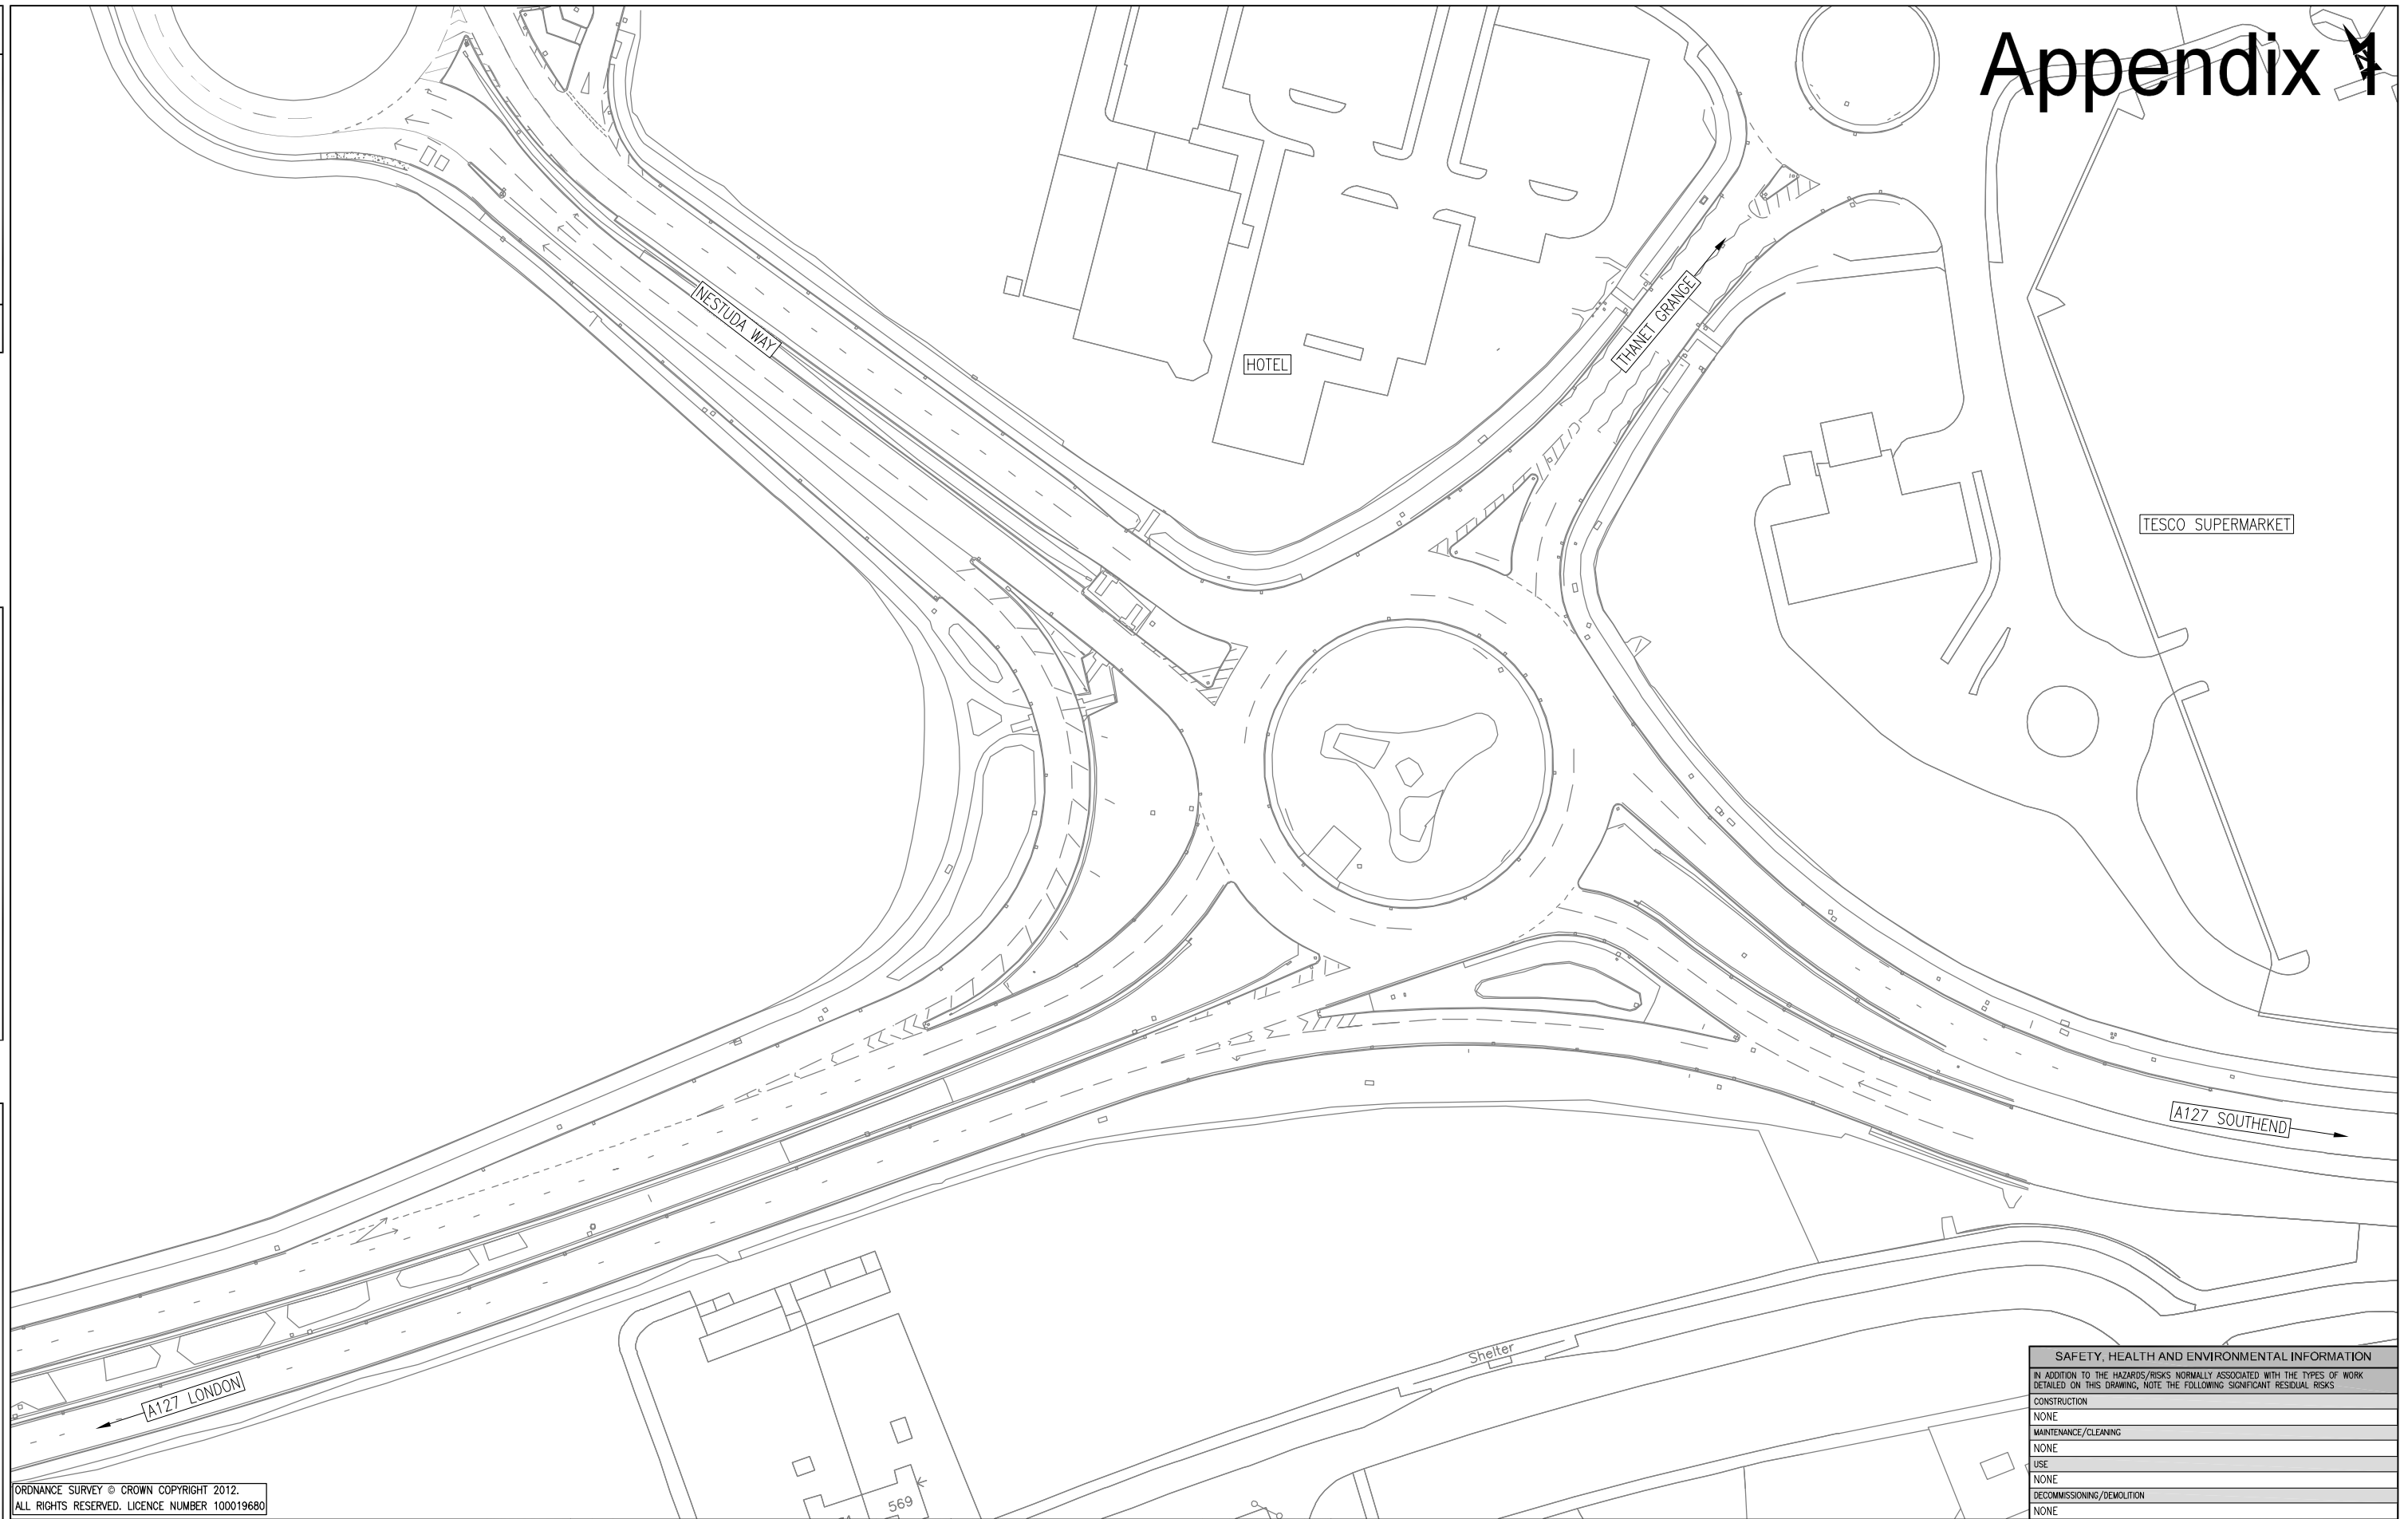 Appendix 1
NESTUDA WAY
THANET GRANGE
HOTEL
TESCO SUPERMARKET
A127 SOUTHEND
A127 LONDON
Shelter
569
SAFETY, HEALTH AND ENVIRONMENTAL INFORMATION
IN ADDITION TO THE HAZARDS/RISKS NORMALLY ASSOCIATED WITH THE TYPES OF WORK
DETAILED ON THIS DRAWING, NOTE THE FOLLOWING SIGNIFICANT RESIDUAL RISKS
CONSTRUCTION
NONE
MAINTENANCE/CLEANING
NONE
USE
NONE
DECOMMISSIONING/DEMOLITION
NONE
ORDNANCE SURVEY © CROWN COPYRIGHT 2012.
ALL RIGHTS RESERVED. LICENCE NUMBER 100019680